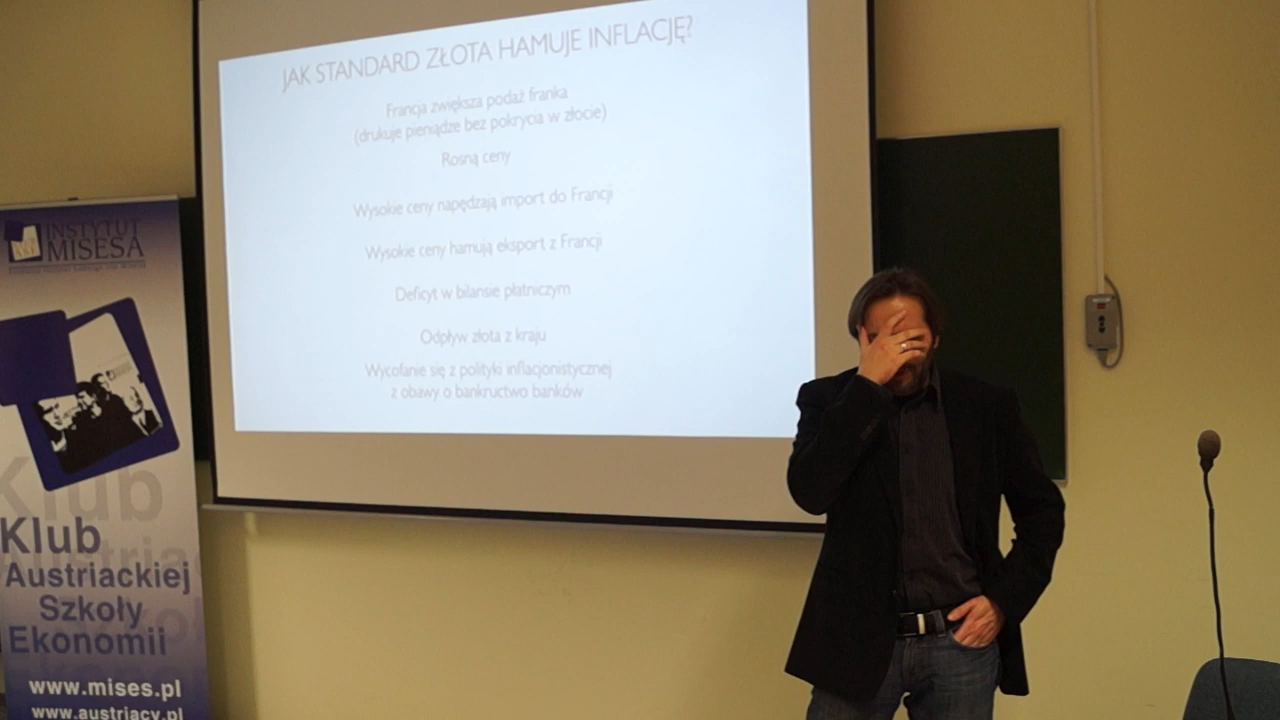 JAK STANDARD ZŁOTA HAMUJE INFLACJĘ?
Francja zwiększa podaż franka
(drukuje pieniądze bez pokrycia w złocie)
Rosną ceny
Wysokie ceny napędzają import do Francji
Wysokie ceny hamują eksport z Francji
Deficyt w bilansie płatniczym
Odpływ złota z kraju
Wycofanie się z polityki inflacjonistycznej
z obawy o bankructwo banków
INSTYTUT
MISESA
Klub
Klub
Austriackiej
Szkoły
Ekonomii
www.mises.pl
www.austriacy.pl